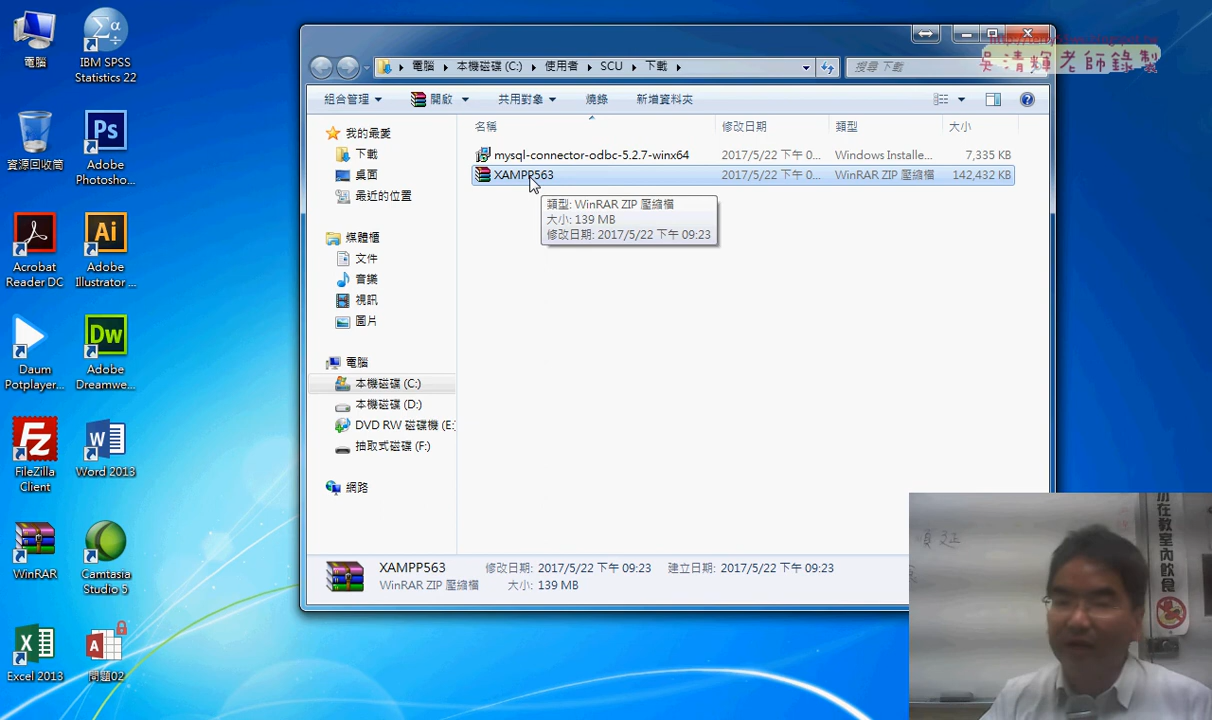 電腦
IBM SPSS
Statistics 22
資源回收筒
Adobe
Photosho...
Acrobat
Reader DC
Adobe
Illustrator ...
Daum
Potplayer...
Adobe
Dreamwe...
FileZilla
Client
Word 2013
WinRAR
Camtasia
Studio 5
Excel 2013
問題02
吳清輝老師錄製
電腦 本機磁碟 (C:) 使用者 SCU 下載
搜尋 下載
組合管理 開啟 共用對象 燒錄 新增資料夾
我的最愛
下載
桌面
最近的位置
媒體櫃
文件
音樂
視訊
圖片
電腦
本機磁碟 (C:)
本機磁碟 (D:)
DVD RW 磁碟機 (E:
抽取式磁碟 (F:)
網路
名稱 修改日期 類型 大小
mysql-connector-odbc-5.2.7-winx64 2017/5/22 下午 0... Windows Installe... 7,335 KB
XAMPP563 2017/5/22 下午 0... WinRAR ZIP 壓縮檔 142,432 KB
類型: WinRAR ZIP 壓縮檔
大小: 139 MB
修改日期: 2017/5/22 下午 09:23
XAMPP563 修改日期: 2017/5/22 下午 09:23 建立日期: 2017/5/22 下午 09:23
WinRAR ZIP 壓縮檔 大小: 139 MB
在教室內飲食